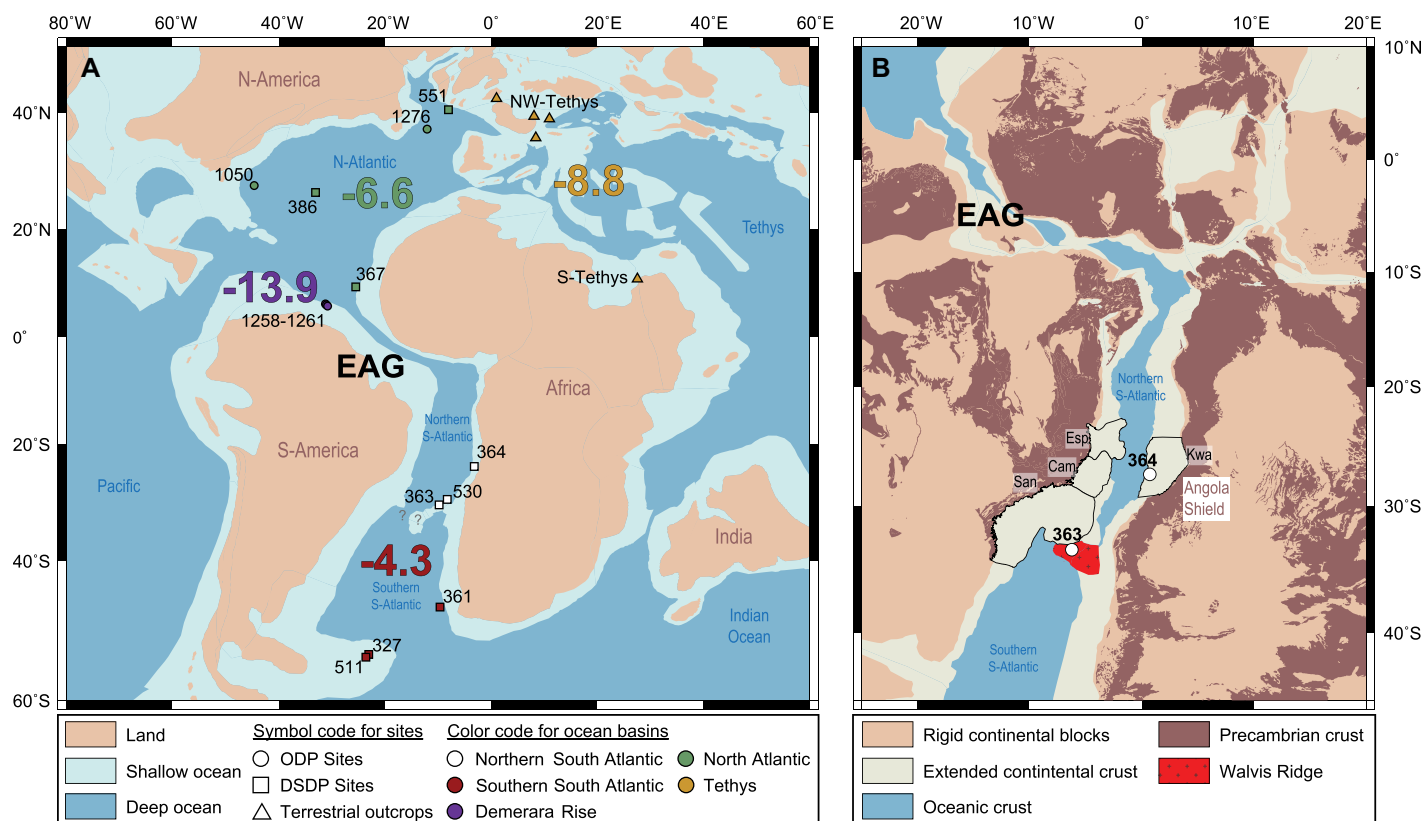 80°W 60°W 40°W 20°W 0° 20°E 40°E 60°E
A
N-America
40°N
551
NW-Tethys
1276
N-Atlantic
1050
-6.6
-8.8
386
20°N
Tethys
367
S-Tethys
-13.9
1258-1261
0°
EAG
Africa
Northern
S-Atlantic
20°S
S-America
364
Pacific
363
530
? ?
India
40°S
-4.3
Southern
S-Atlantic
361
Indian
Ocean
327
511
60°S
Land
Shallow ocean
Deep ocean
Symbol code for sites
ODP Sites
DSDP Sites
Terrestrial outcrops
Color code for ocean basins
Northern South Atlantic
Southern South Atlantic
Demerara Rise
North Atlantic
Tethys
20°W 10°W 0° 10°E 20°E
B
10°N
0°
EAG
10°S
Northern
S-Atlantic
20°S
Esp
364
Kwa
Cam
San
Angola
Shield
30°S
363
40°S
Southern
S-Atlantic
Rigid continental blocks
Extended contintental crust
Oceanic crust
Precambrian crust
Walvis Ridge